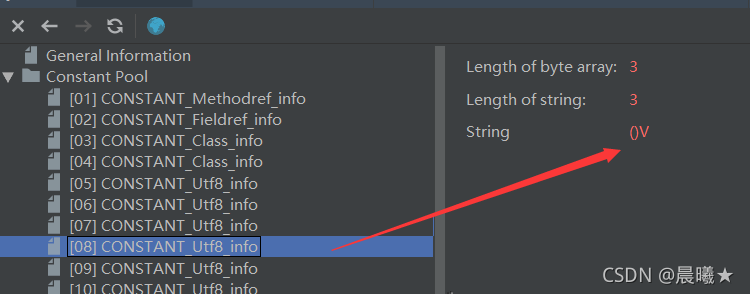 General Information
Constant Pool
[01] CONSTANT_Methodref_info
[02] CONSTANT_Fieldref_info
[03] CONSTANT_Class_info
[04] CONSTANT_Class_info
[05] CONSTANT_Utf8_info
[06] CONSTANT_Utf8_info
[07] CONSTANT_Utf8_info
[08] CONSTANT_Utf8_info
[09] CONSTANT_Utf8_info
[10] CONSTANT_Utf8_info
Length of byte array: 3
Length of string: 3
String ()V
CSDN @晨曦★